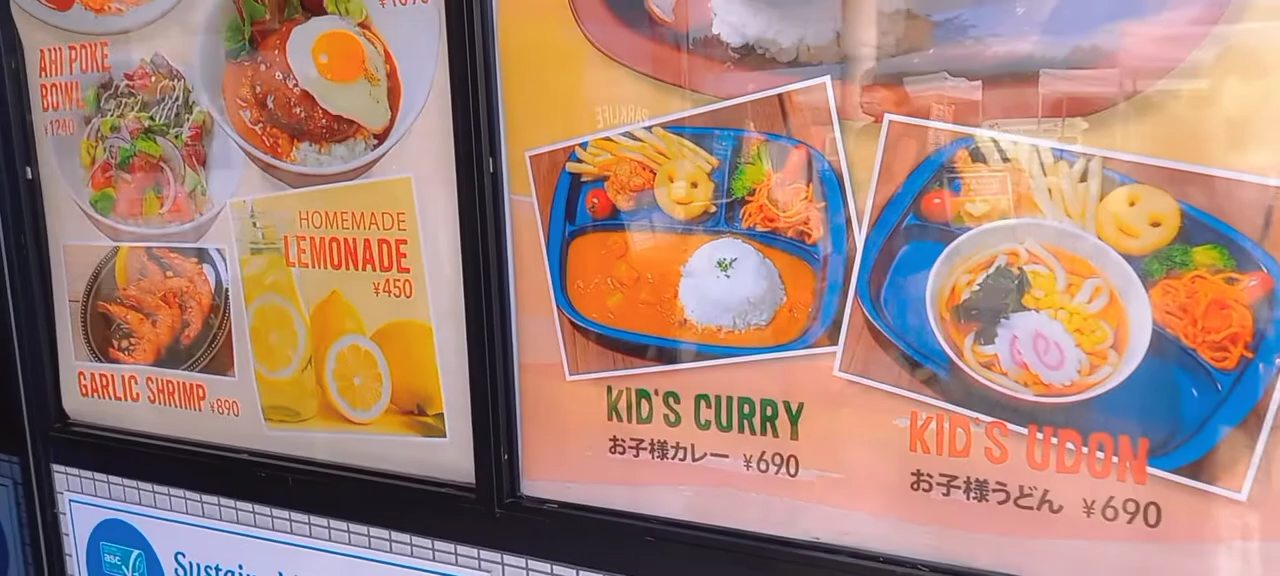 AHI POKE
BOWL
¥1240
HOMEMADE
LEMONADE
¥450
GARLIC SHRIMP ¥890
PARKLIFE
KID'S CURRY
お子様カレー ¥690
KID'S UDON
お子様うどん ¥690
asc